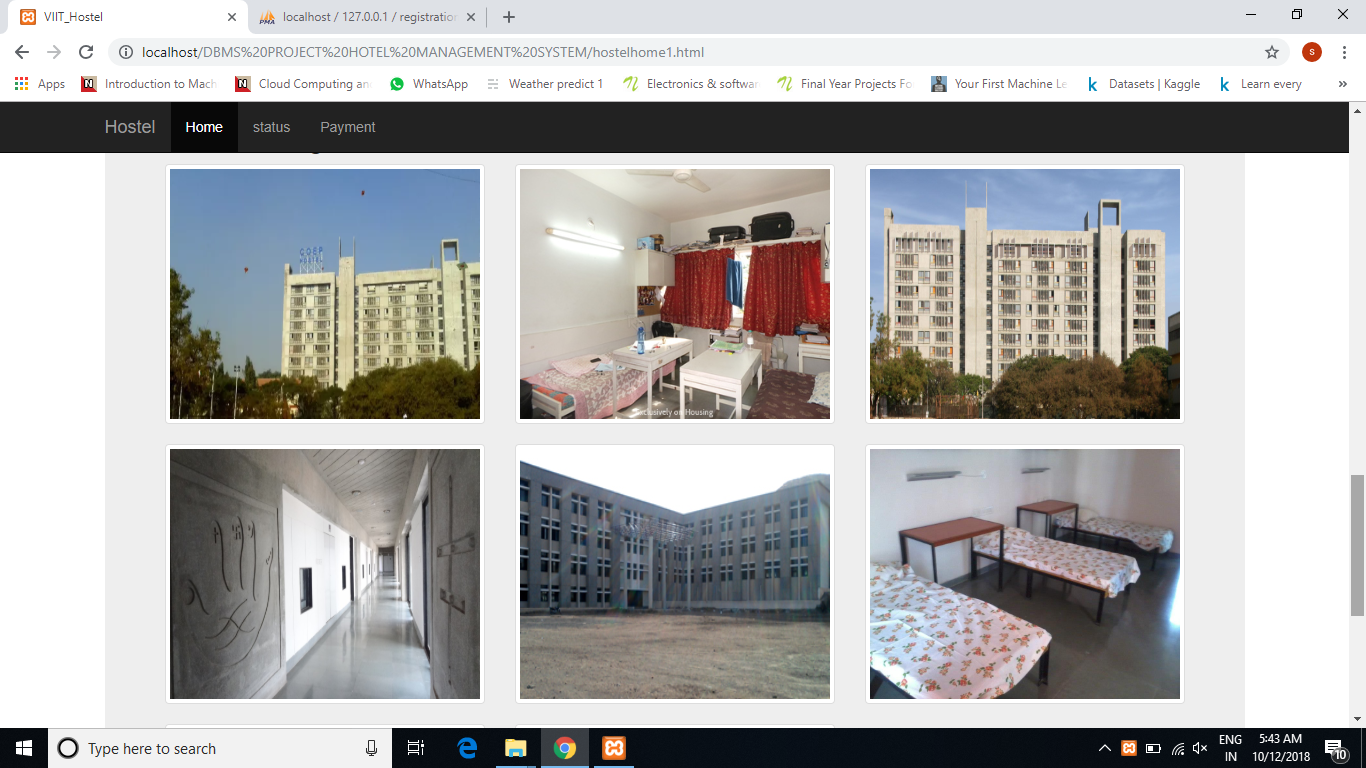 VIIT_Hostel
localhost / 127.0.0.1 / registration
localhost/DBMS%20PROJECT%20HOTEL%20MANAGEMENT%20SYSTEM/hostelhome1.html
S
Apps
Introduction to Mach
Cloud Computing and
WhatsApp
Weather predict 1
Electronics & softwar
Final Year Projects Fo
Your First Machine Le
Datasets | Kaggle
Learn every
Hostel
Home
status
Payment
COEP
HOSTEL
Exclusively on Housing
Type here to search
ENG
IN
5:43 AM
10/12/2018
10